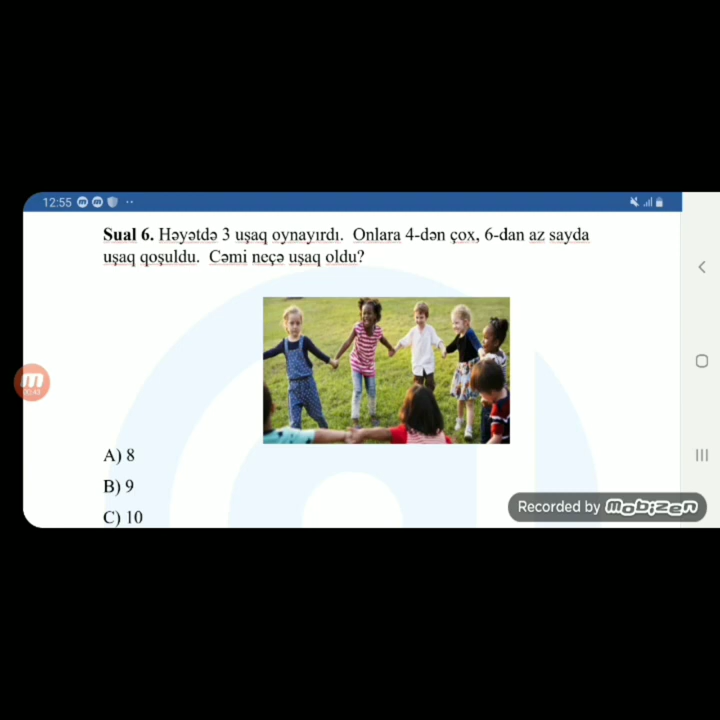 12:55
Sual 6. Həyətdə 3 uşaq oynayırdı. Onlara 4-dən çox, 6-dan az sayda
uşaq qoşuldu. Cəmi neçə uşaq oldu?
A) 8
B) 9
C) 10
Recorded by mobizen